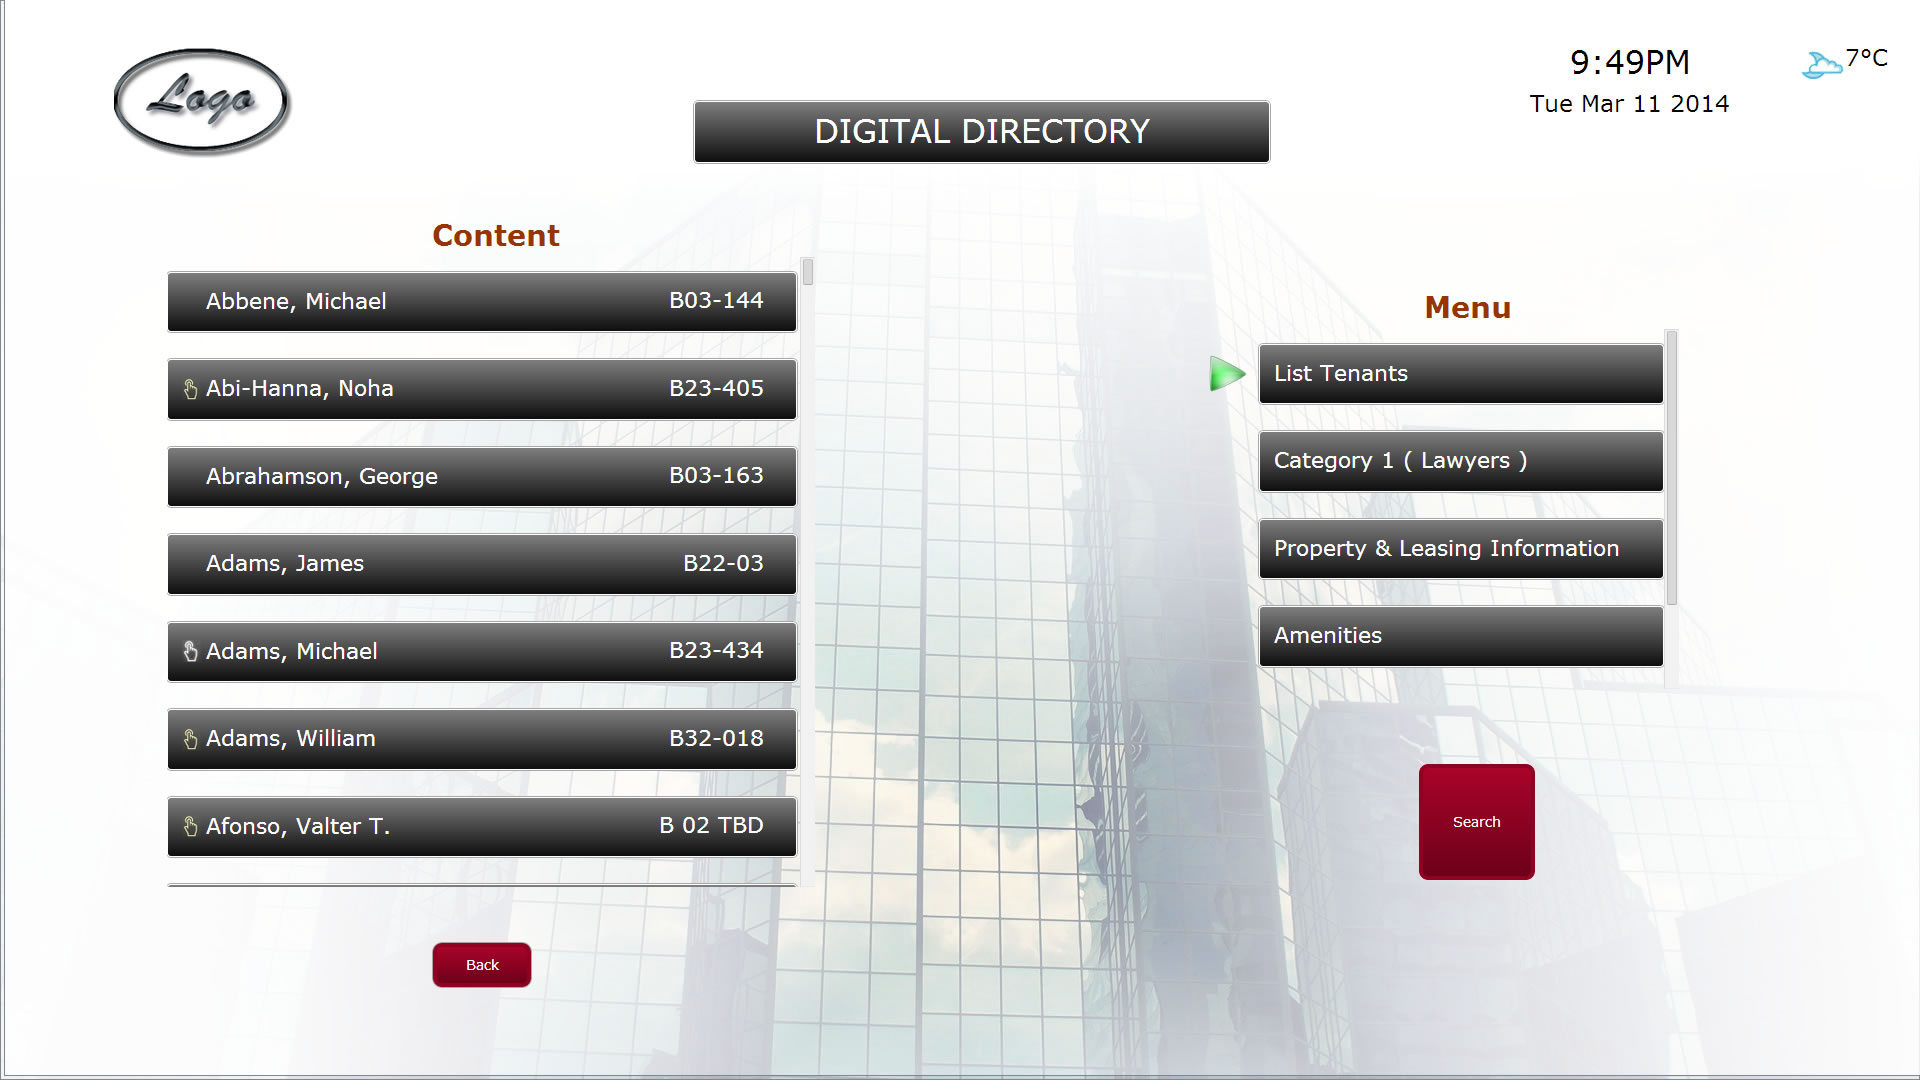 Logo
9:49PM
7°C
Tue Mar 11 2014
DIGITAL DIRECTORY
Content
Abbene, Michael B03-144
Abi-Hanna, Noha B23-405
Abrahamson, George B03-163
Adams, James B22-03
Adams, Michael B23-434
Adams, William B32-018
Afonso, Valter T. B 02 TBD
Back
Menu
List Tenants
Category 1 ( Lawyers )
Property & Leasing Information
Amenities
Search